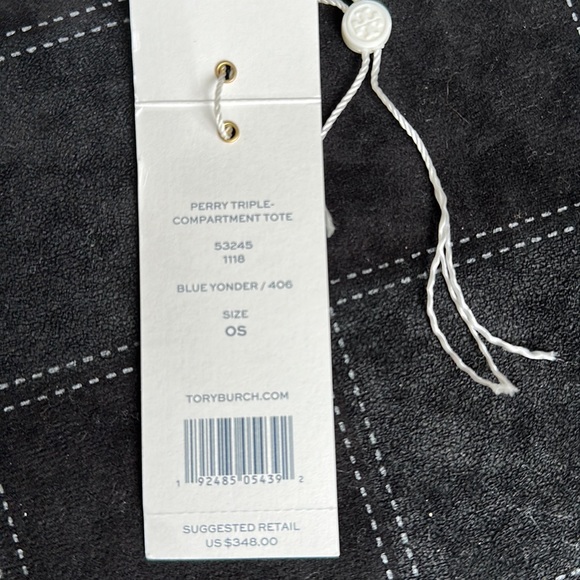 PERRY TRIPLE-
COMPARTMENT TOTE
53245
1118
BLUE YONDER / 406
SIZE
OS
TORYBURCH.COM
1 92485 05439 2
SUGGESTED RETAIL
US $348.00